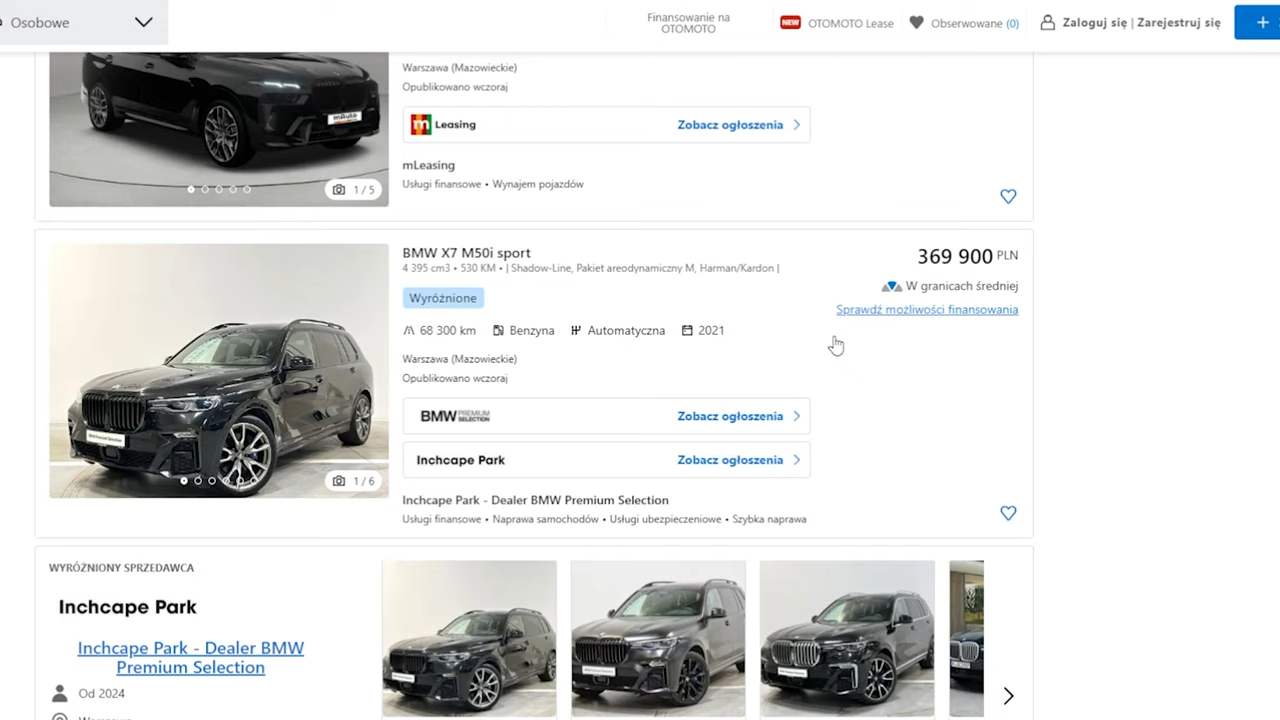 Osobowe
Finansowanie na
OTOMOTO
NEW OTOMOTO Lease
Obserwowane (0)
Zaloguj się | Zarejestruj się
+
Warszawa (Mazowieckie)
Opublikowano wczoraj
m Leasing Zobacz ogłoszenia
mLeasing
Usługi finansowe • Wynajem pojazdów
mAuto
1 / 5
BMW X7 M50i sport
369 900 PLN
4 395 cm3 • 530 KM • | Shadow-Line, Pakiet areodynamiczny M, Harman/Kardon |
W granicach średniej
Wyróżnione
Sprawdź możliwości finansowania
68 300 km Benzyna Automatyczna 2021
Warszawa (Mazowieckie)
Opublikowano wczoraj
BMW PREMIUM SELECTION Zobacz ogłoszenia
Inchcape Park Zobacz ogłoszenia
1 / 6
Inchcape Park - Dealer BMW Premium Selection
Usługi finansowe • Naprawa samochodów • Usługi ubezpieczeniowe • Szybka naprawa
WYRÓŻNIONY SPRZEDAWCA
Inchcape Park
Inchcape Park - Dealer BMW
Premium Selection
Od 2024